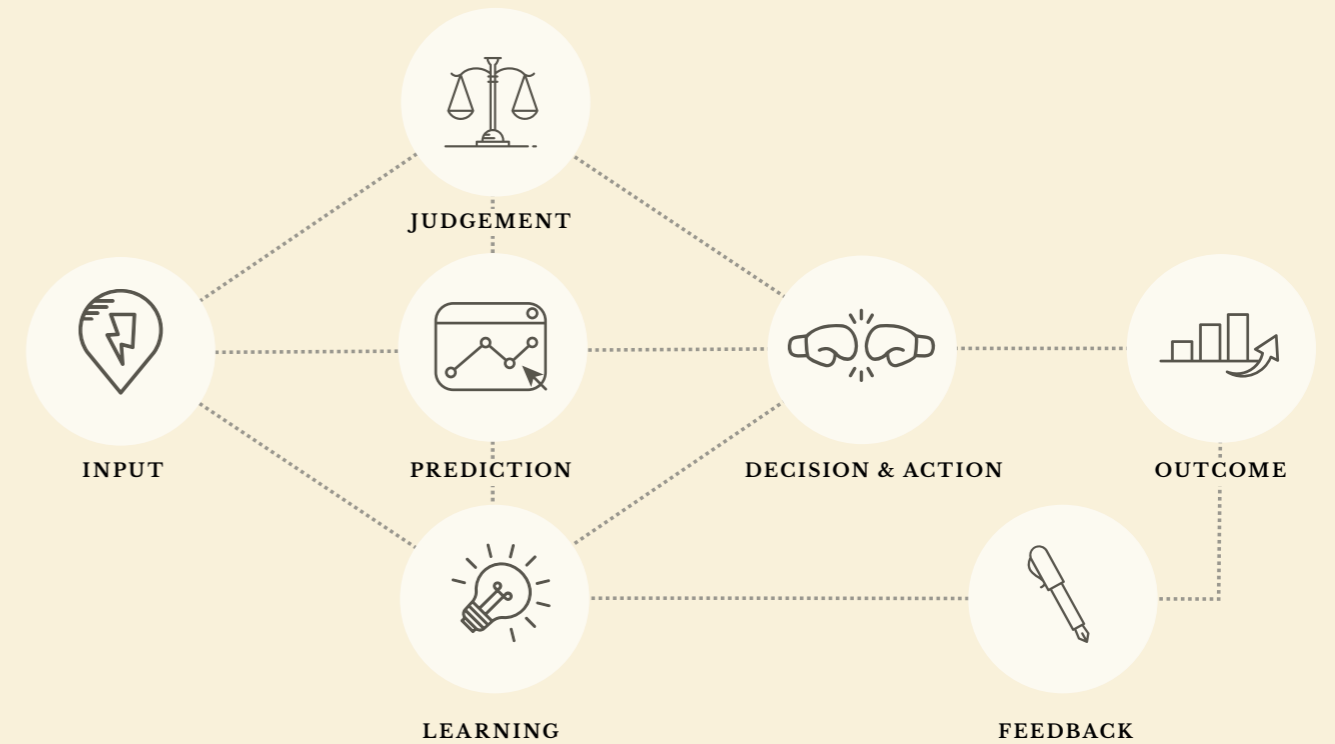 JUDGEMENT
INPUT
PREDICTION
DECISION & ACTION
OUTCOME
LEARNING
FEEDBACK